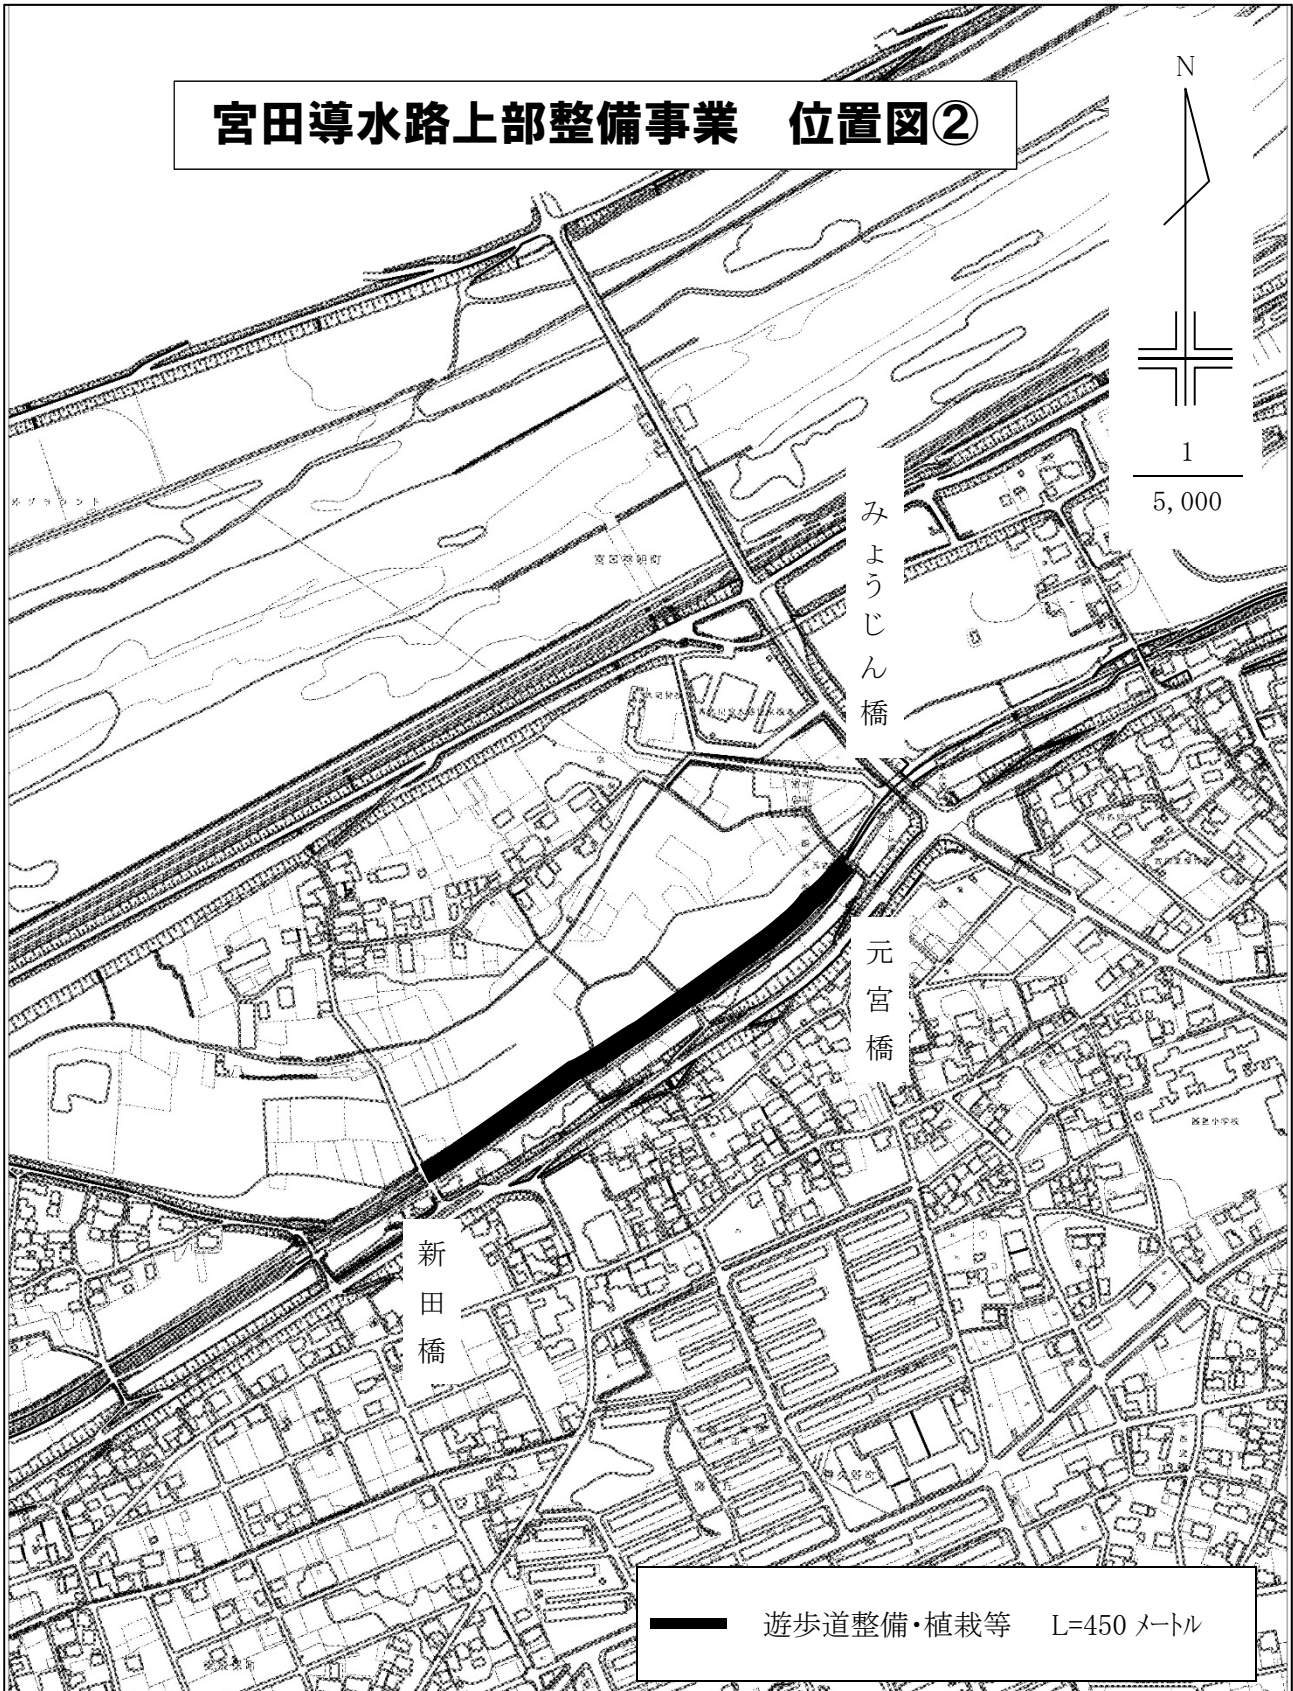 宮田導水路上部整備事業　位置図②
N
1
5,000
みょうじん橋
元宮橋
新田橋
遊歩道整備・植栽等　L=450 メートル